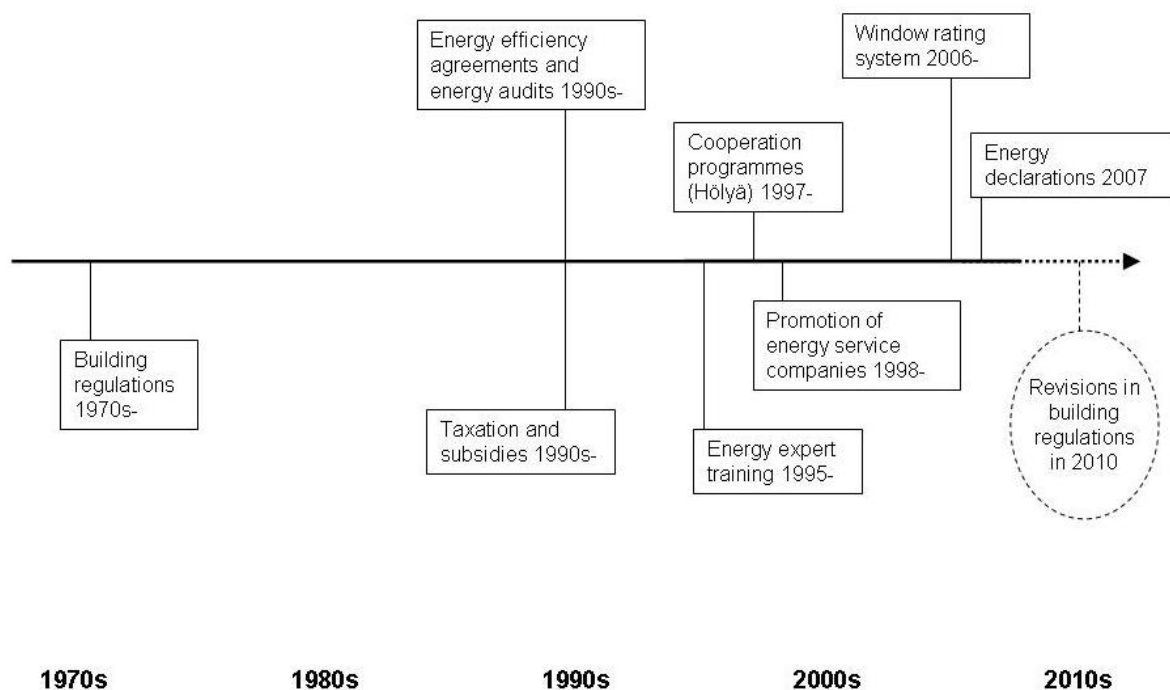 Energy efficiency
agreements and
energy audits 1990s-
Window rating
system 2006-
Cooperation
programmes
(Hölyä) 1997-
Energy
declarations 2007
Building
regulations
1970s-
Taxation and
subsidies 1990s-
Energy expert
training 1995-
Promotion of
energy service
companies 1998-
Revisions in
building
regulations
in 2010
1970s
1980s
1990s
2000s
2010s